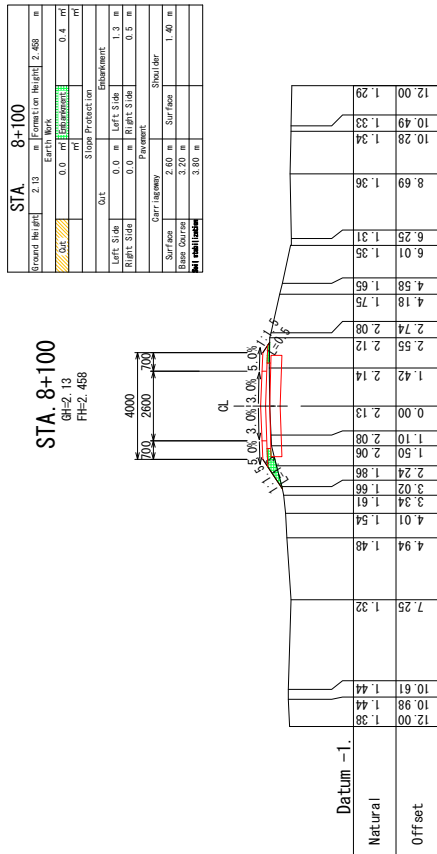 STA. 8+100
Ground Height 2.13 m Formation Height 2.458 m
Earth Work
Cut 0.0 ㎡ Embankment 0.4 ㎡
㎡ ㎡
Slope Protection
Cut Embankment
Left Side 0.0 m Left Side 1.3 m
Right Side 0.0 m Right Side 0.5 m
Pavement
Carriageway Shoulder
Surface 2.60 m Surface 1.40 m
Base Course 3.20 m
Soil stabilization 3.80 m
STA. 8+100
GH=2.13
FH=2.458
4000
700 2600 700
CL
5.0% 3.0% 3.0% 5.0%
1:1.5 1:1.5
L=0.5
Datum -1.
Natural 1.38 1.44 1.44 1.32 1.48 1.54 1.61 1.66 1.86 2.06 2.08 2.13 2.14 2.12 2.08 1.75 1.65 1.35 1.31 1.36 1.34 1.33 1.29
Offset 12.00 10.98 10.61 7.25 4.94 4.01 3.34 3.02 2.24 1.50 1.10 0.00 1.42 2.55 2.74 4.18 4.58 6.01 6.25 8.69 10.28 10.49 12.00